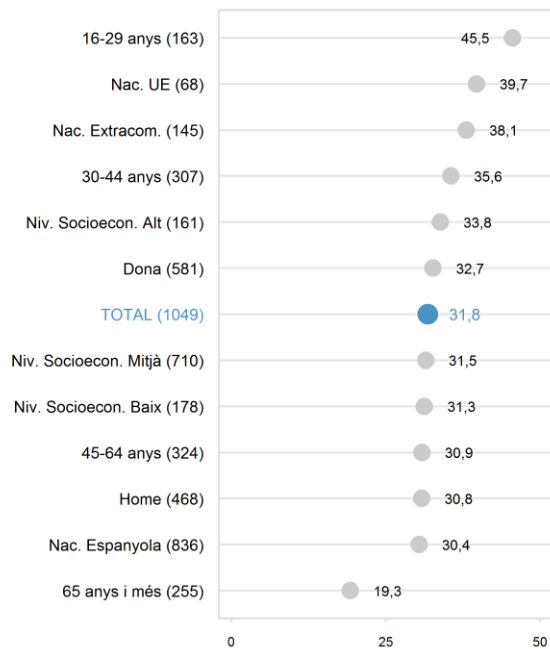 16-29 anys (163) 45,5
Nac. UE (68) 39,7
Nac. Extracom. (145) 38,1
30-44 anys (307) 35,6
Niv. Socioecon. Alt (161) 33,8
Dona (581) 32,7
TOTAL (1049) 31,8
Niv. Socioecon. Mitjà (710) 31,5
Niv. Socioecon. Baix (178) 31,3
45-64 anys (324) 30,9
Home (468) 30,8
Nac. Espanyola (836) 30,4
65 anys i més (255) 19,3
0 25 50